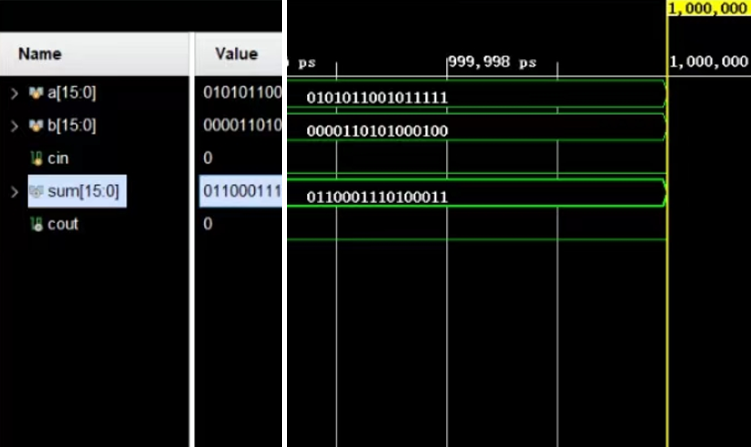 1,000,000
Name Value
ps 999,998 ps 1,000,000
a[15:0] 010101100 0101011001011111
b[15:0] 000011010 0000110101000100
cin 0
sum[15:0] 011000111 0110001110100011
cout 0